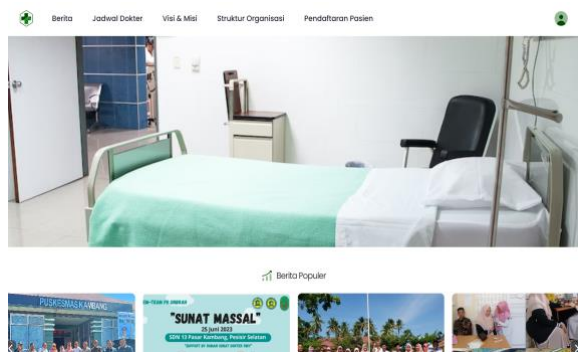 Berita
Jadwal Dokter
Visi & Misi
Struktur Organisasi
Pendaftaran Pasien
Berita Populer
PUSKESMAS KAMBANG
"SUNAT MASSAL"
25 Juni 2023
SDN 13 Pasar Kambang, Pesisir Selatan